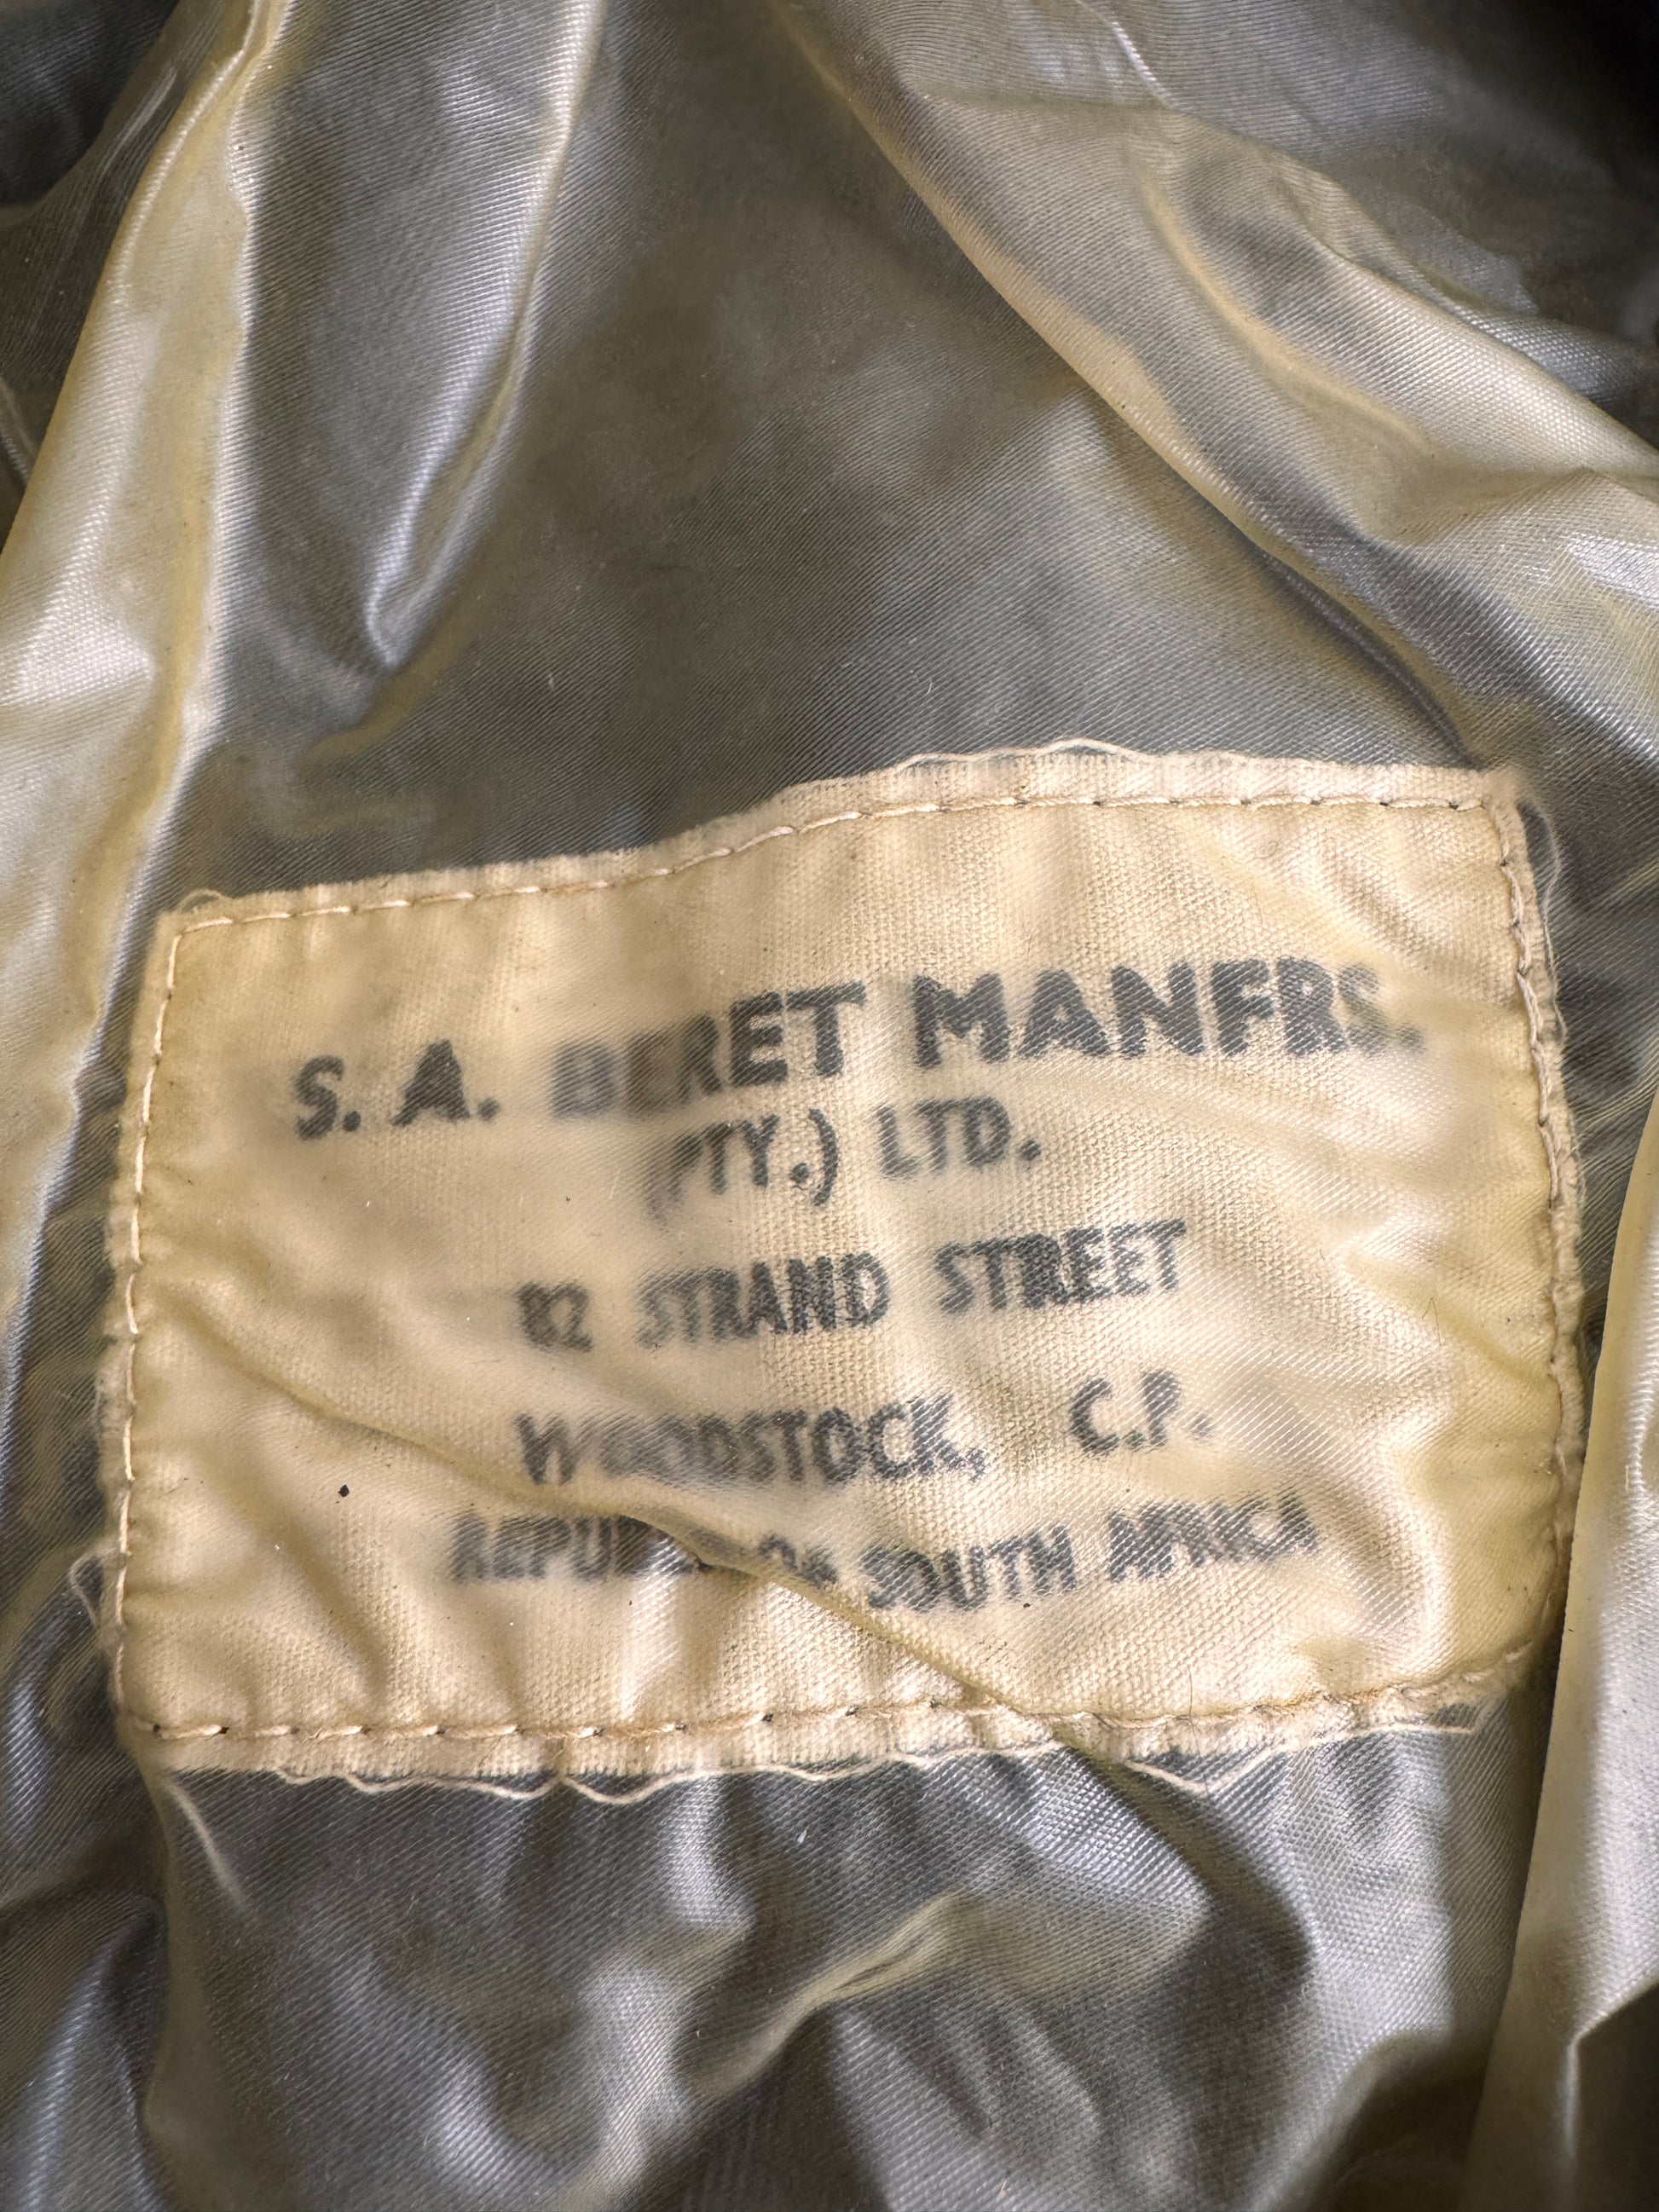 S. A. BERET MANFRS.
(PTY.) LTD.
82 STRAND STREET
WOODSTOCK, C.P.
REPUBLIC OF SOUTH AFRICA